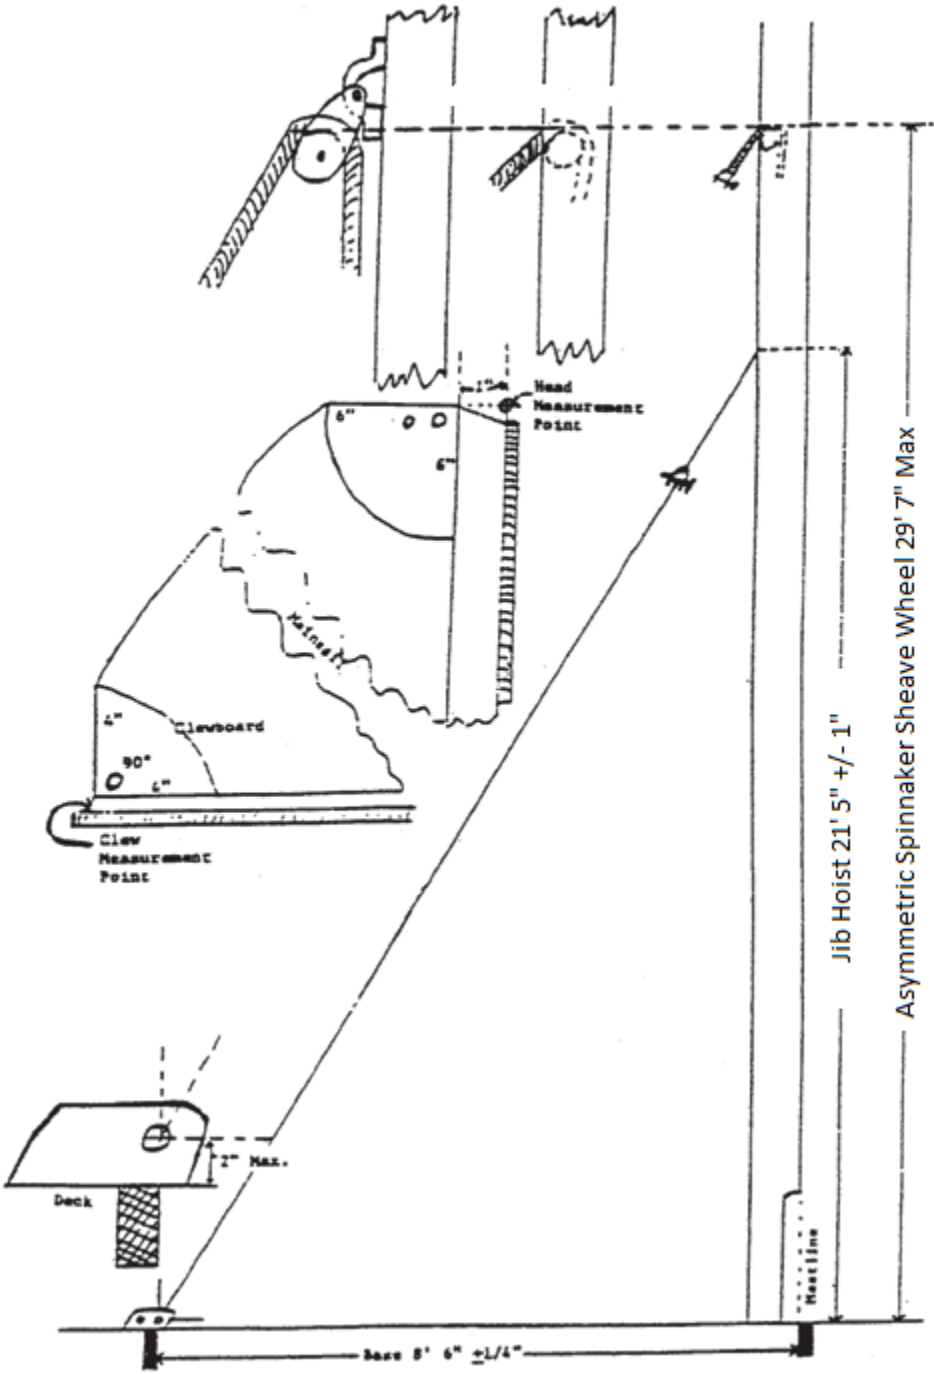 1"
Head
Measurement
Point
6"
6"
Mainsail
4"
Clewboard
90°
4"
Clew
Measurement
Point
2" Max.
Deck
Mastline
Jib Hoist 21' 5" +/- 1"
Asymmetric Spinnaker Sheave Wheel 29' 7" Max
Base 8' 6" ±1/4"